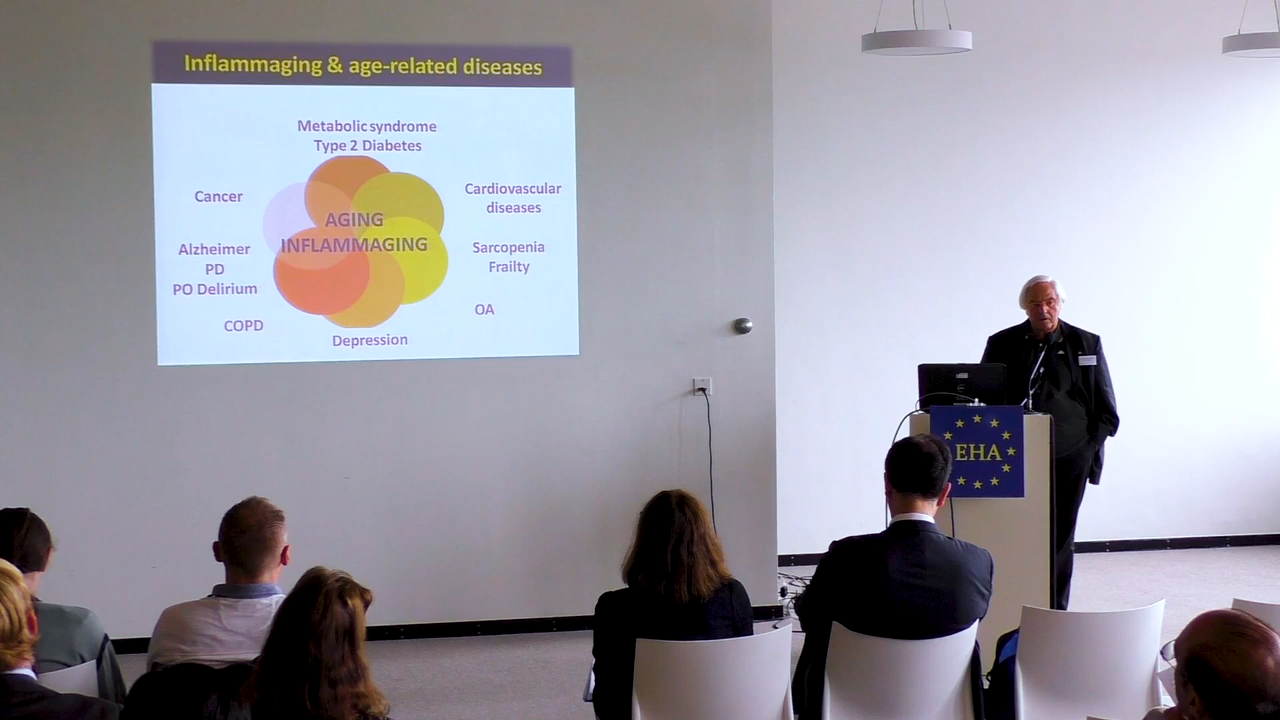 Inflammaging & age-related diseases
Metabolic syndrome
Type 2 Diabetes
Cancer
Cardiovascular
diseases
AGING
INFLAMMAGING
Alzheimer
PD
PO Delirium
Sarcopenia
Frailty
OA
COPD
Depression
EHA